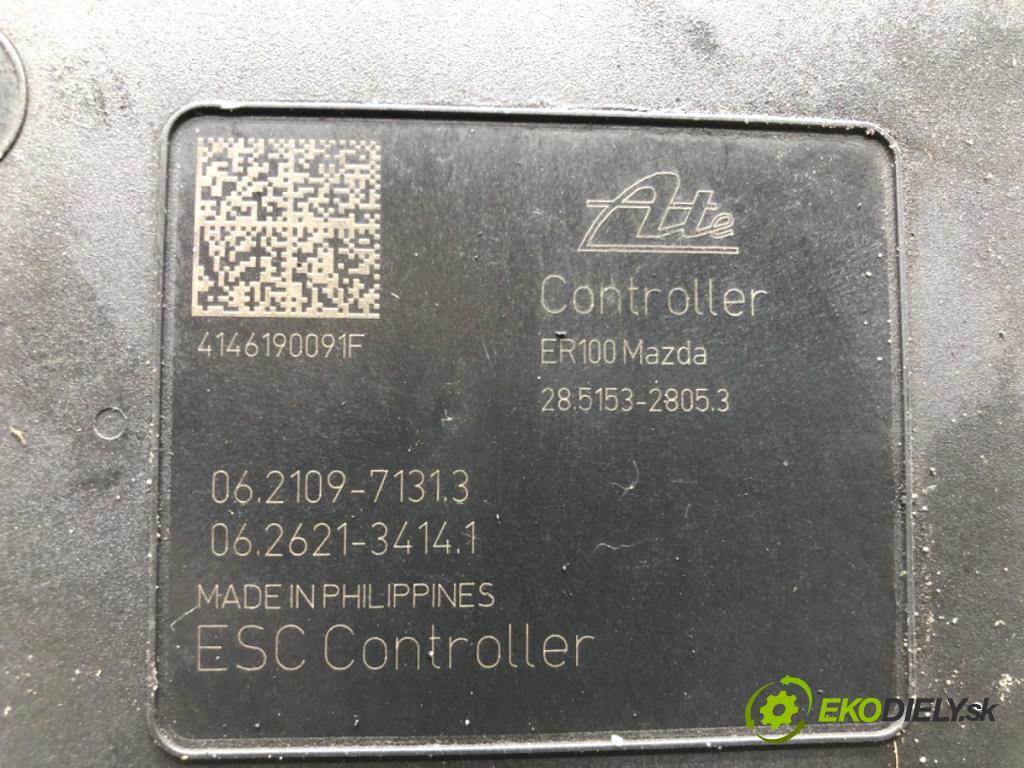 Ate
Controller
4146190091F
ER100 Mazda
28.5153-2805.3
06.2109-7131.3
06.2621-3414.1
MADE IN PHILIPPINES
ESC Controller
EKODIELY.sk